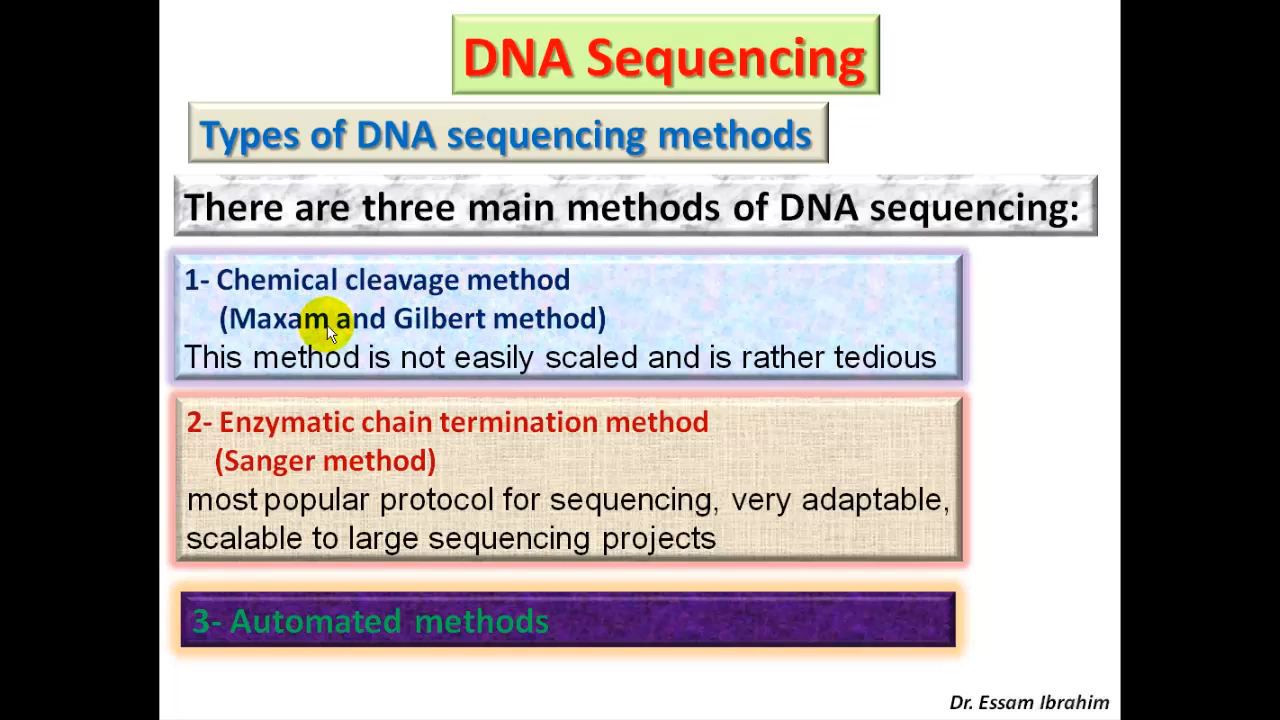 DNA Sequencing
Types of DNA sequencing methods
There are three main methods of DNA sequencing:
1- Chemical cleavage method
(Maxam and Gilbert method)
This method is not easily scaled and is rather tedious
2- Enzymatic chain termination method
(Sanger method)
most popular protocol for sequencing, very adaptable,
scalable to large sequencing projects
3- Automated methods
Dr. Essam Ibrahim